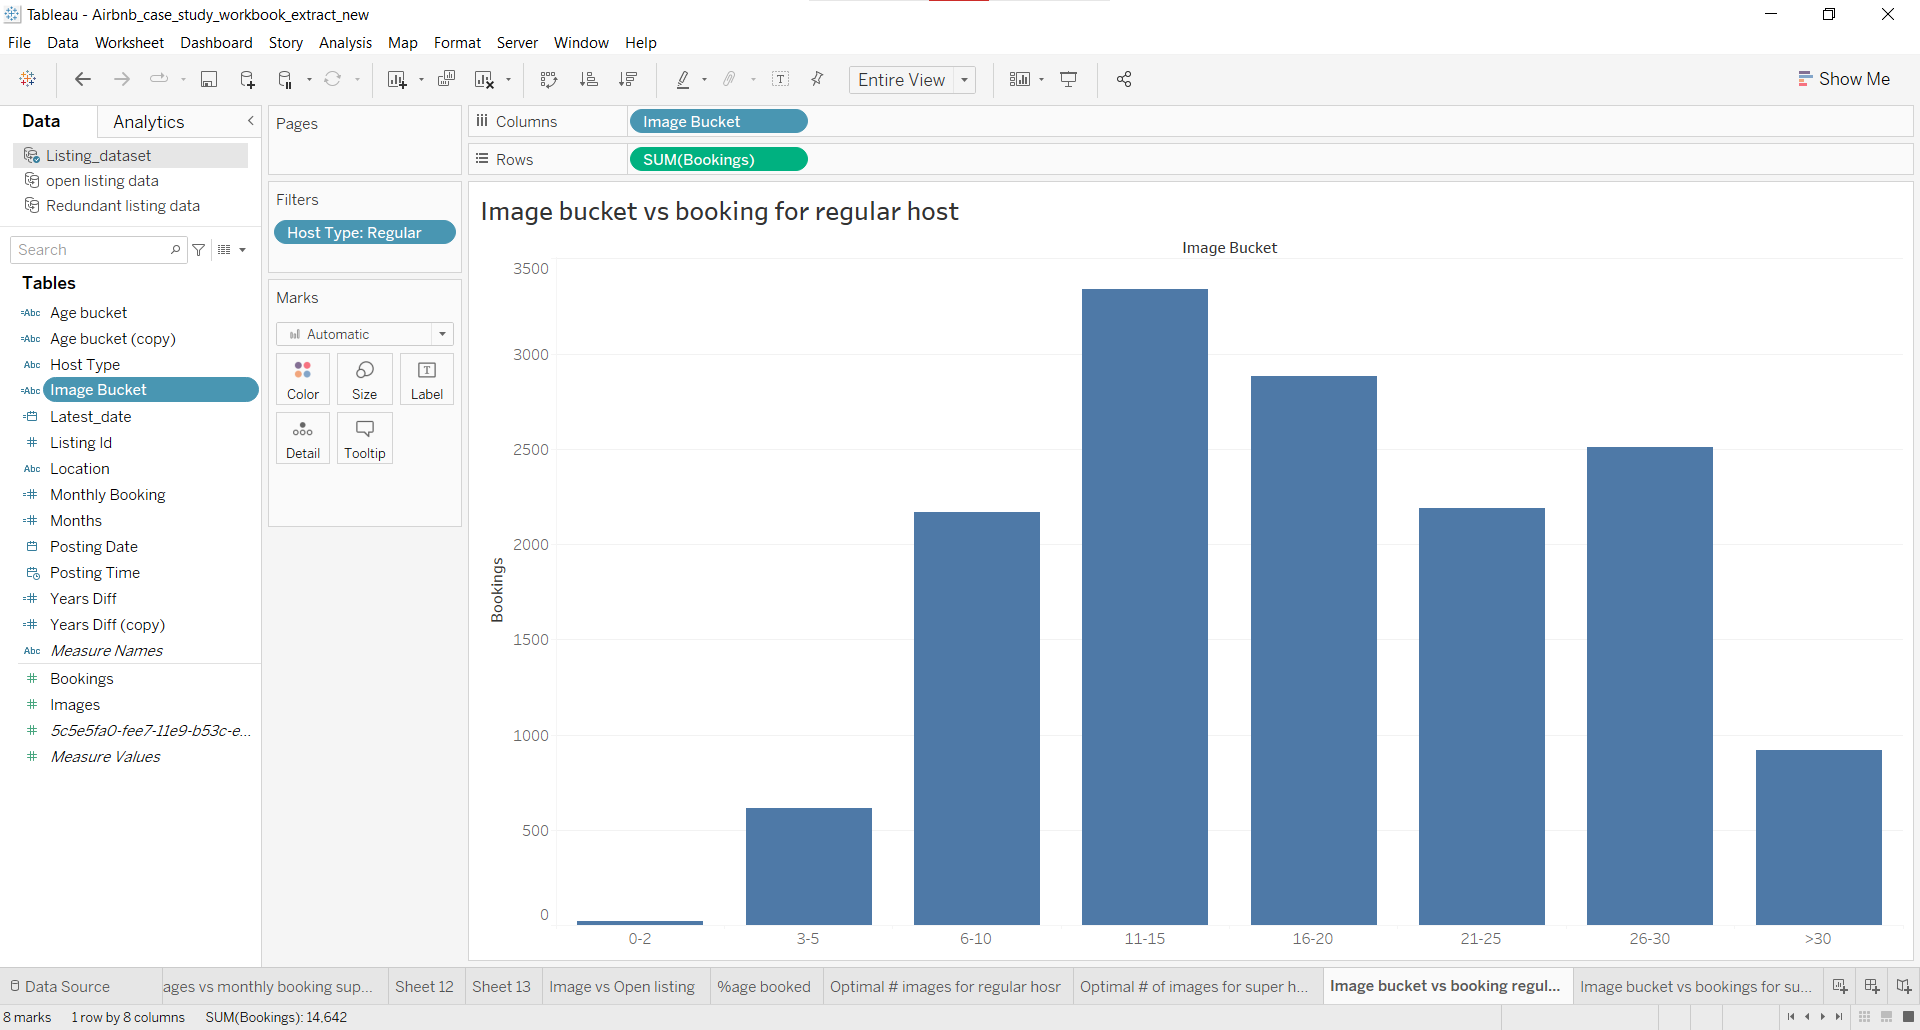 Tableau - Airbnb_case_study_workbook_extract_new
File Data Worksheet Dashboard Story Analysis Map Format Server Window Help
Entire View
Show Me
Data Analytics
Listing_dataset
open listing data
Redundant listing data
Search
Tables
Abc Age bucket
Abc Age bucket (copy)
Abc Host Type
Abc Image Bucket
Latest_date
# Listing Id
Abc Location
# Monthly Booking
# Months
Posting Date
Posting Time
# Years Diff
# Years Diff (copy)
Abc Measure Names
# Bookings
# Images
# 5c5e5fa0-fee7-11e9-b53c-e...
# Measure Values
Pages
Filters
Host Type: Regular
Marks
Automatic
Color Size Label
Detail Tooltip
Columns Image Bucket
Rows SUM(Bookings)
Image bucket vs booking for regular host
Image Bucket
3500
3000
2500
2000
1500
1000
500
0
Bookings
0-2 3-5 6-10 11-15 16-20 21-25 26-30 >30
Data Source ages vs monthly booking sup... Sheet 12 Sheet 13 Image vs Open listing %age booked Optimal # images for regular hosr Optimal # of images for super h... Image bucket vs booking regul... Image bucket vs bookings for su...
8 marks 1 row by 8 columns SUM(Bookings): 14,642